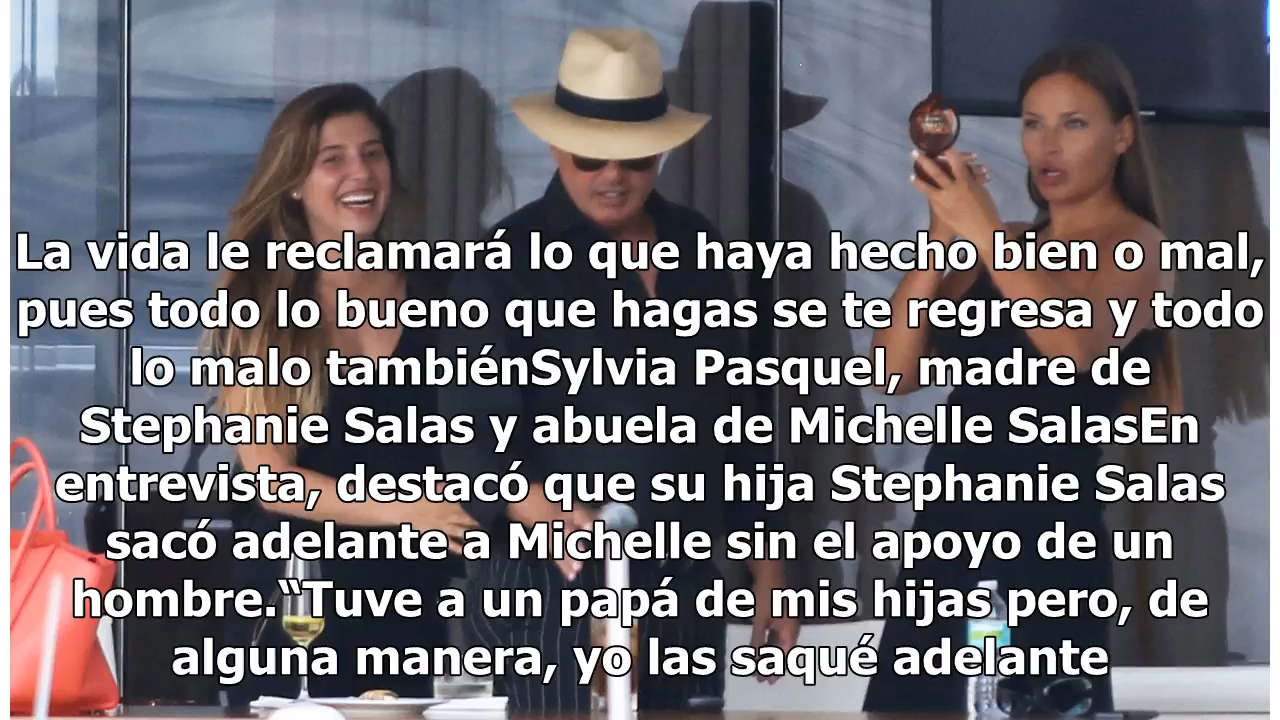 La vida le reclamará lo que haya hecho bien o mal,
pues todo lo bueno que hagas se te regresa y todo
lo malo tambiénSylvia Pasquel, madre de
Stephanie Salas y abuela de Michelle SalasEn
entrevista, destacó que su hija Stephanie Salas
sacó adelante a Michelle sin el apoyo de un
hombre.“Tuve a un papá de mis hijas pero, de
alguna manera, yo las saqué adelante